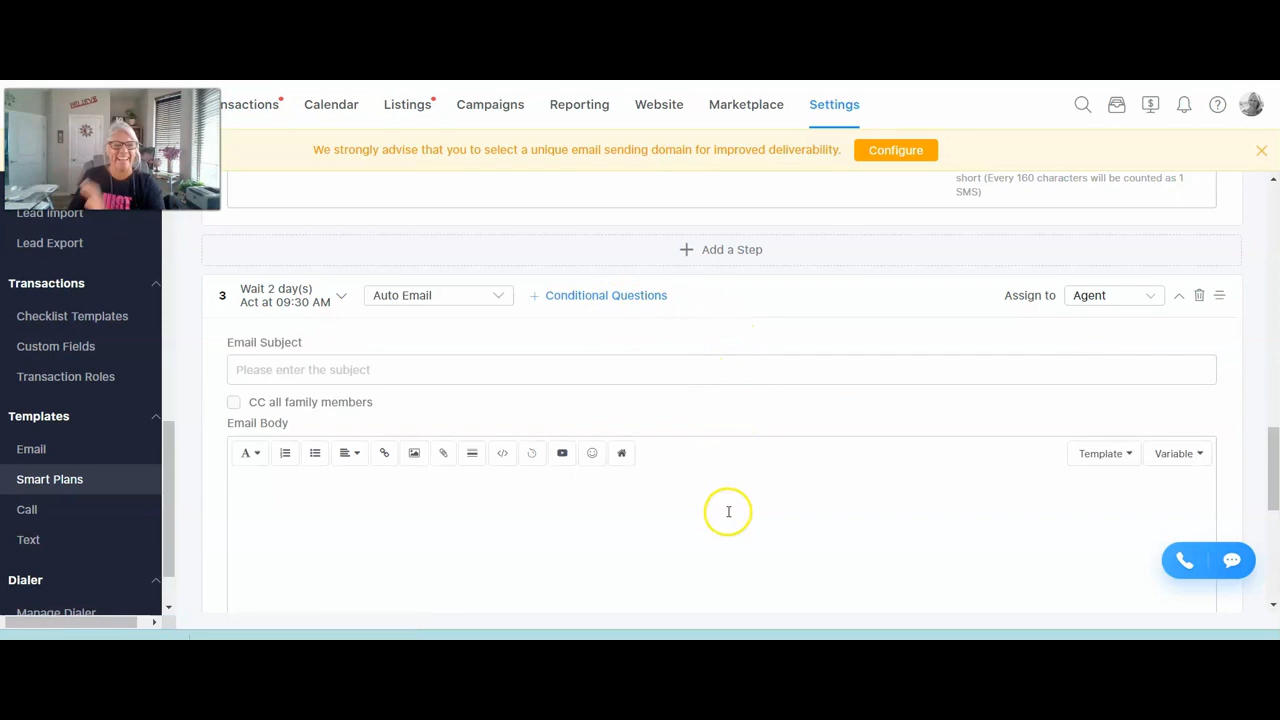 BELIEVE
nsactions Calendar Listings Campaigns Reporting Website Marketplace Settings
We strongly advise that you to select a unique email sending domain for improved deliverability. Configure
short (Every 160 characters will be counted as 1
SMS)
Lead Import
Lead Export
Transactions
Checklist Templates
Custom Fields
Transaction Roles
Templates
Email
Smart Plans
Call
Text
Dialer
Manage Dialer
+ Add a Step
3 Wait 2 day(s)
Act at 09:30 AM
Auto Email
+ Conditional Questions
Assign to Agent
Email Subject
Please enter the subject
CC all family members
Email Body
A Template Variable